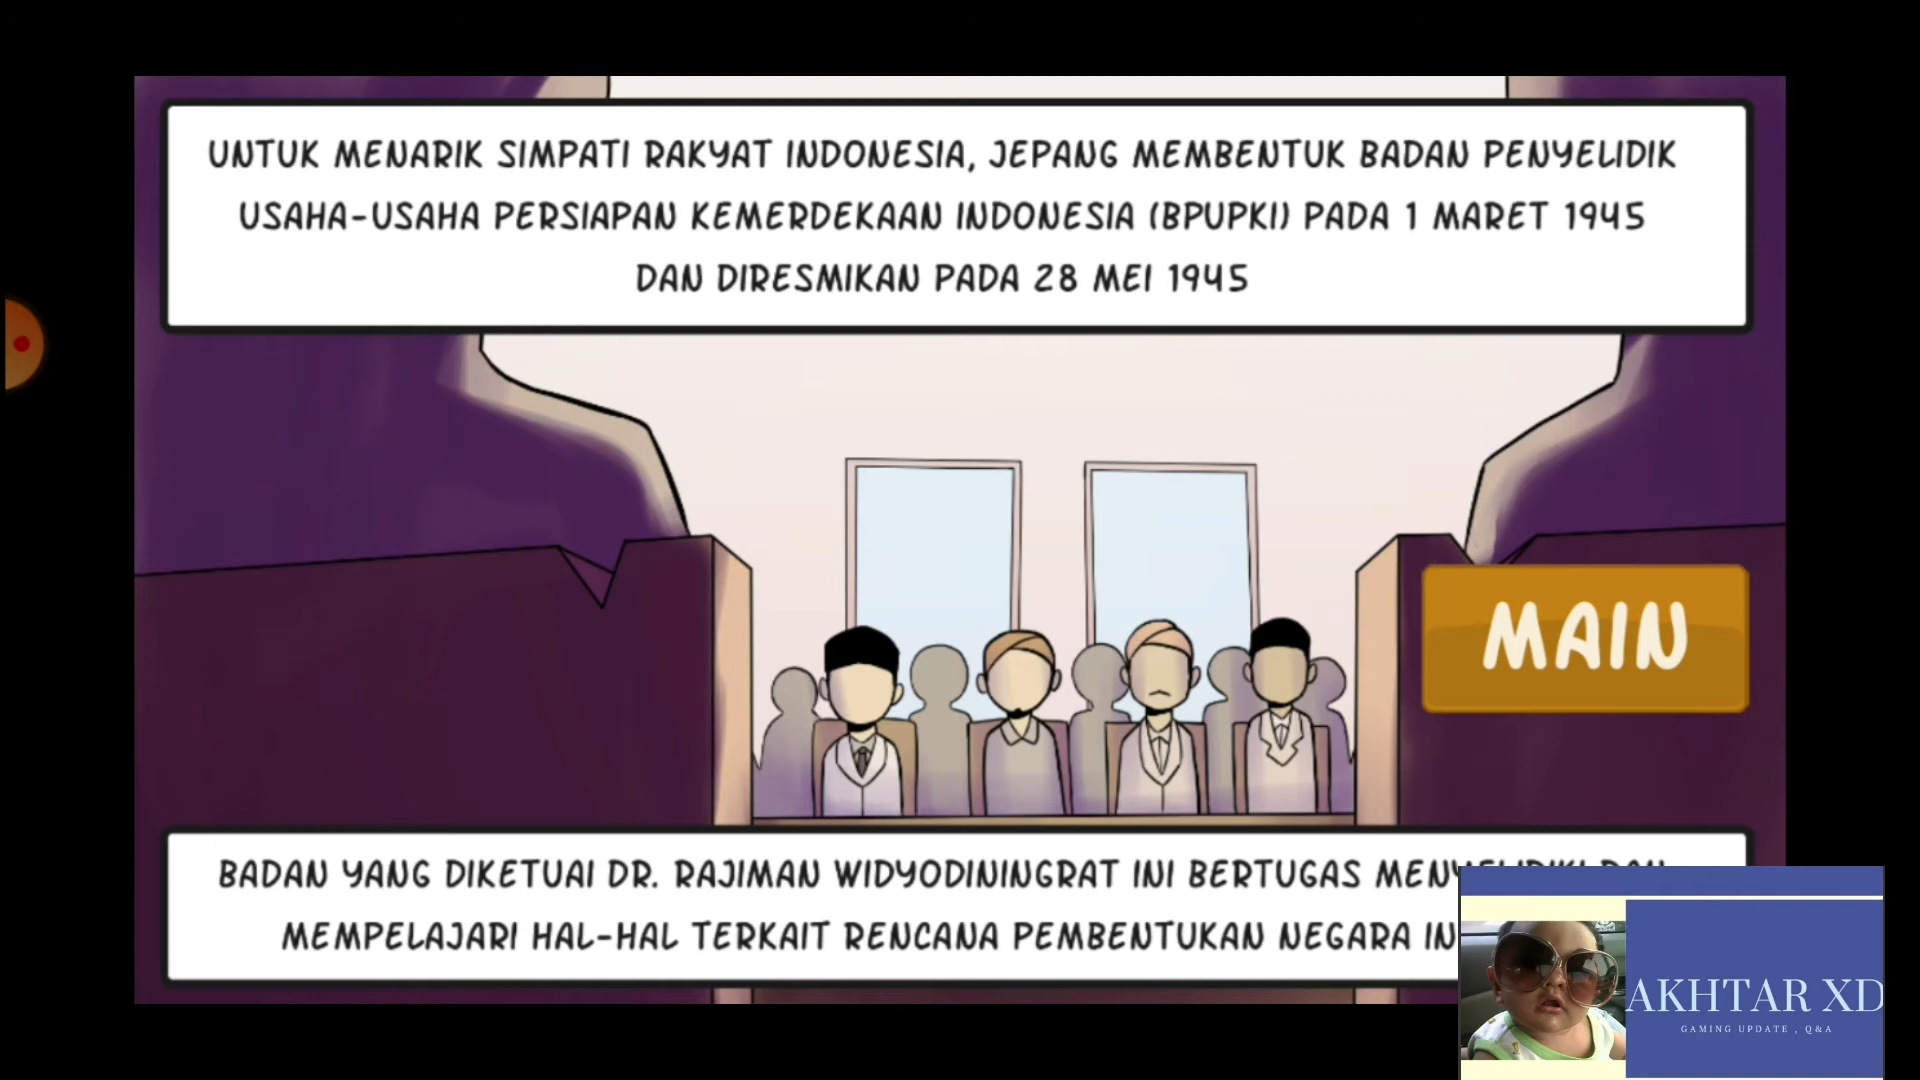 UNTUK MENARIK SIMPATI RAKYAT INDONESIA, JEPANG MEMBENTUK BADAN PENYELIDIK
USAHA-USAHA PERSIAPAN KEMERDEKAAN INDONESIA (BPUPKI) PADA 1 MARET 1945
DAN DIRESMIKAN PADA 28 MEI 1945
MAIN
BADAN YANG DIKETUAI DR. RAJIMAN WIDYODININGRAT INI BERTUGAS
MEMPELAJARI HAL-HAL TERKAIT RENCANA PEMBENTUKAN NEGARA
AKHTAR XD
GAMING UPDATE , Q&A